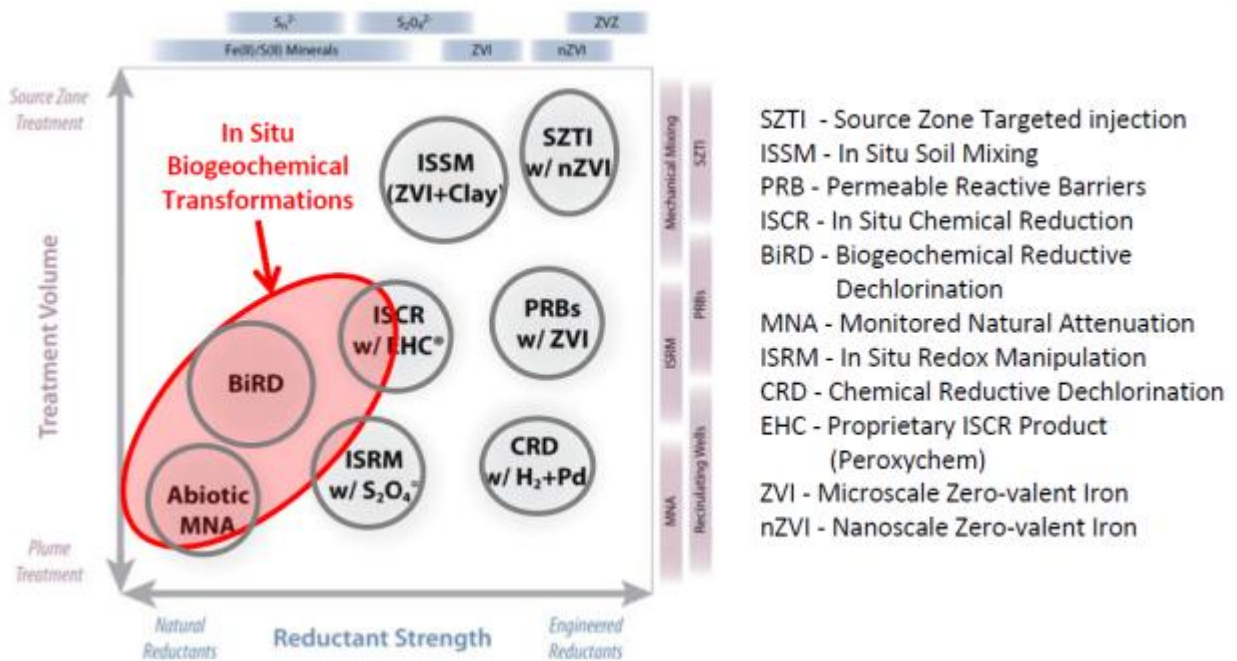 Sₙ²⁻
S₂O₄²⁻
ZVZ
Fe(II)/S(II) Minerals
ZVI
nZVI
Source Zone
Treatment
In Situ
Biogeochemical
Transformations
ISSM
(ZVI+Clay)
SZTI
w/ nZVI
Mechanical Mixing
SZTI
Treatment Volume
BiRD
ISCR
w/ EHC®
PRBs
w/ ZVI
ISRM
PRBs
Abiotic
MNA
ISRM
w/ S₂O₄⁼
CRD
w/ H₂+Pd
MNA
Recirulating Wells
Plume
Treatment
Natural
Reductants
Reductant Strength
Engineered
Reductants
SZTI - Source Zone Targeted injection
ISSM - In Situ Soil Mixing
PRB - Permeable Reactive Barriers
ISCR - In Situ Chemical Reduction
BiRD - Biogeochemical Reductive
Dechlorination
MNA - Monitored Natural Attenuation
ISRM - In Situ Redox Manipulation
CRD - Chemical Reductive Dechlorination
EHC - Proprietary ISCR Product
(Peroxychem)
ZVI - Microscale Zero-valent Iron
nZVI - Nanoscale Zero-valent Iron